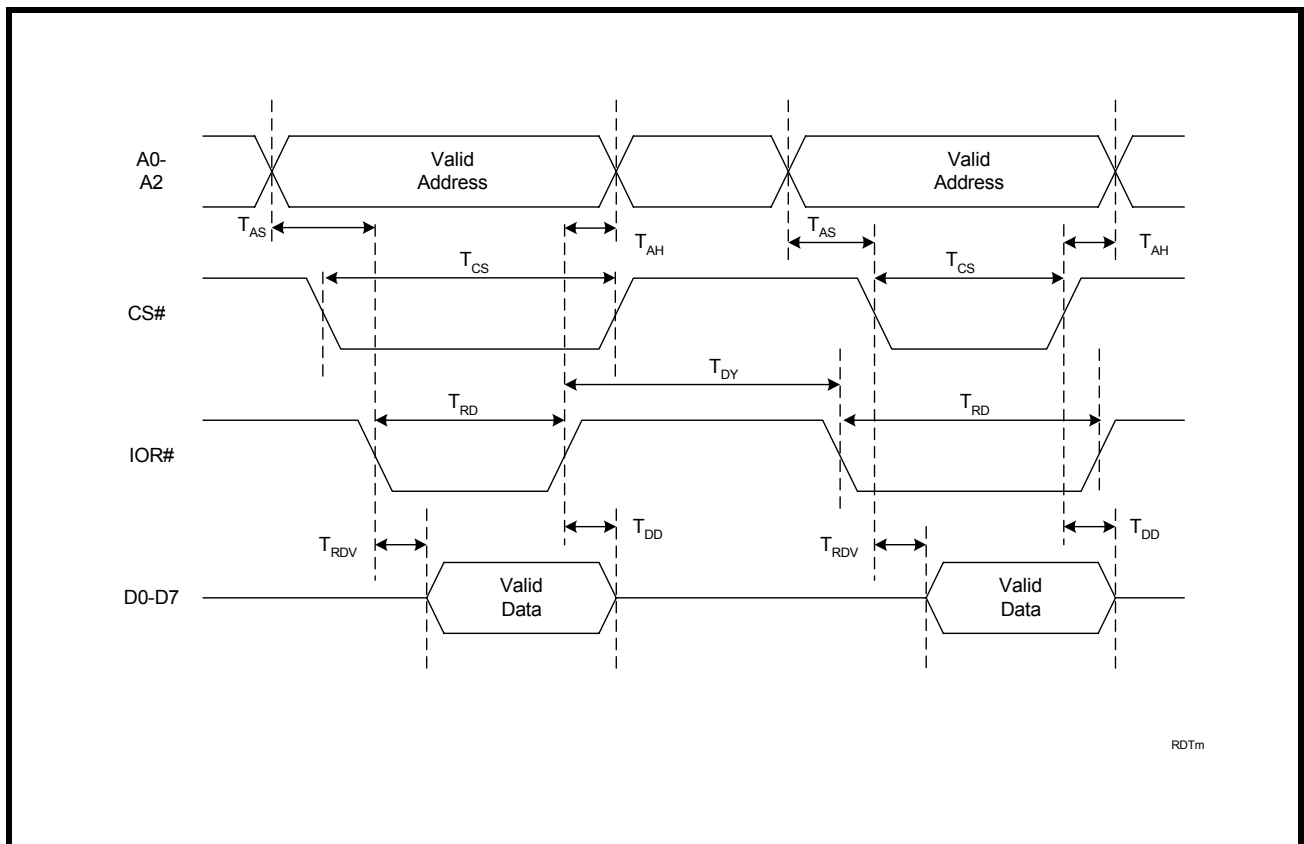 A0-
A2
Valid
Address
Valid
Address
TAS
TAH
TAS
TAH
TCS
TCS
CS#
TDY
TRD
TRD
IOR#
TRDV
TDD
TRDV
TDD
D0-D7
Valid
Data
Valid
Data
RDTm